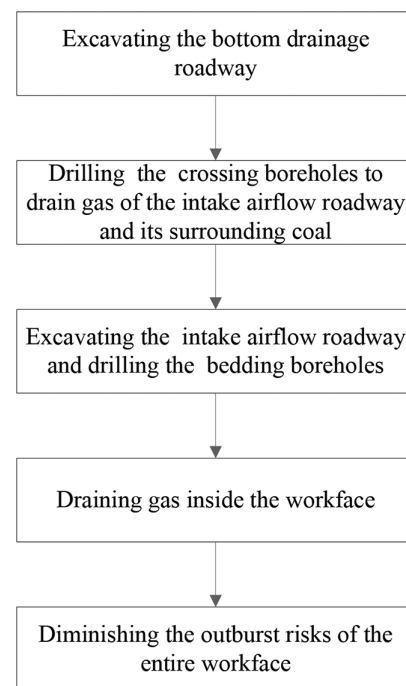 Excavating the bottom drainage
roadway
Drilling the crossing boreholes to
drain gas of the intake airflow roadway
and its surrounding coal
Excavating the intake airflow roadway
and drilling the bedding boreholes
Draining gas inside the workface
Diminishing the outburst risks of the
entire workface